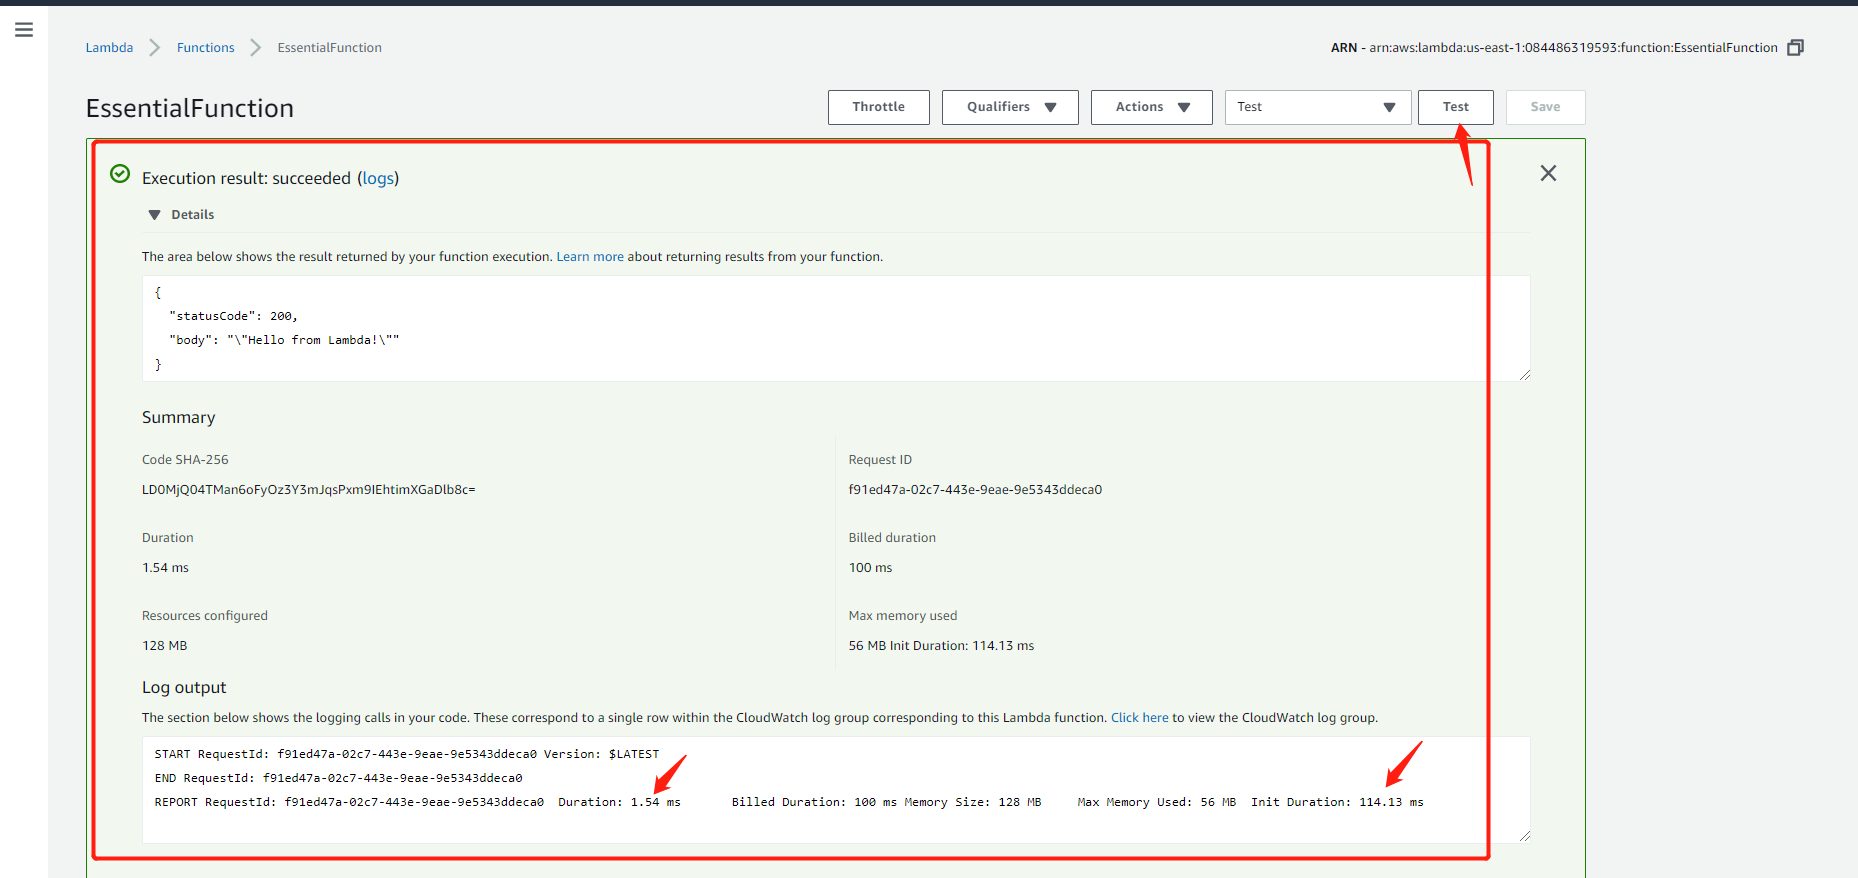 Lambda Functions EssentialFunction
ARN - arn:aws:lambda:us-east-1:084486319593:function:EssentialFunction
EssentialFunction
Throttle Qualifiers Actions Test Test Save
Execution result: succeeded (logs)
Details
The area below shows the result returned by your function execution. Learn more about returning results from your function.
{
"statusCode": 200,
"body": "\"Hello from Lambda!\""
}
Summary
Code SHA-256
LD0MjQ04TMan6oFyOz3Y3mJqsPxm9IEhtimXGaDlb8c=
Request ID
f91ed47a-02c7-443e-9eae-9e5343ddeca0
Duration
1.54 ms
Billed duration
100 ms
Resources configured
128 MB
Max memory used
56 MB Init Duration: 114.13 ms
Log output
The section below shows the logging calls in your code. These correspond to a single row within the CloudWatch log group corresponding to this Lambda function. Click here to view the CloudWatch log group.
START RequestId: f91ed47a-02c7-443e-9eae-9e5343ddeca0 Version: $LATEST
END RequestId: f91ed47a-02c7-443e-9eae-9e5343ddeca0
REPORT RequestId: f91ed47a-02c7-443e-9eae-9e5343ddeca0 Duration: 1.54 ms Billed Duration: 100 ms Memory Size: 128 MB Max Memory Used: 56 MB Init Duration: 114.13 ms